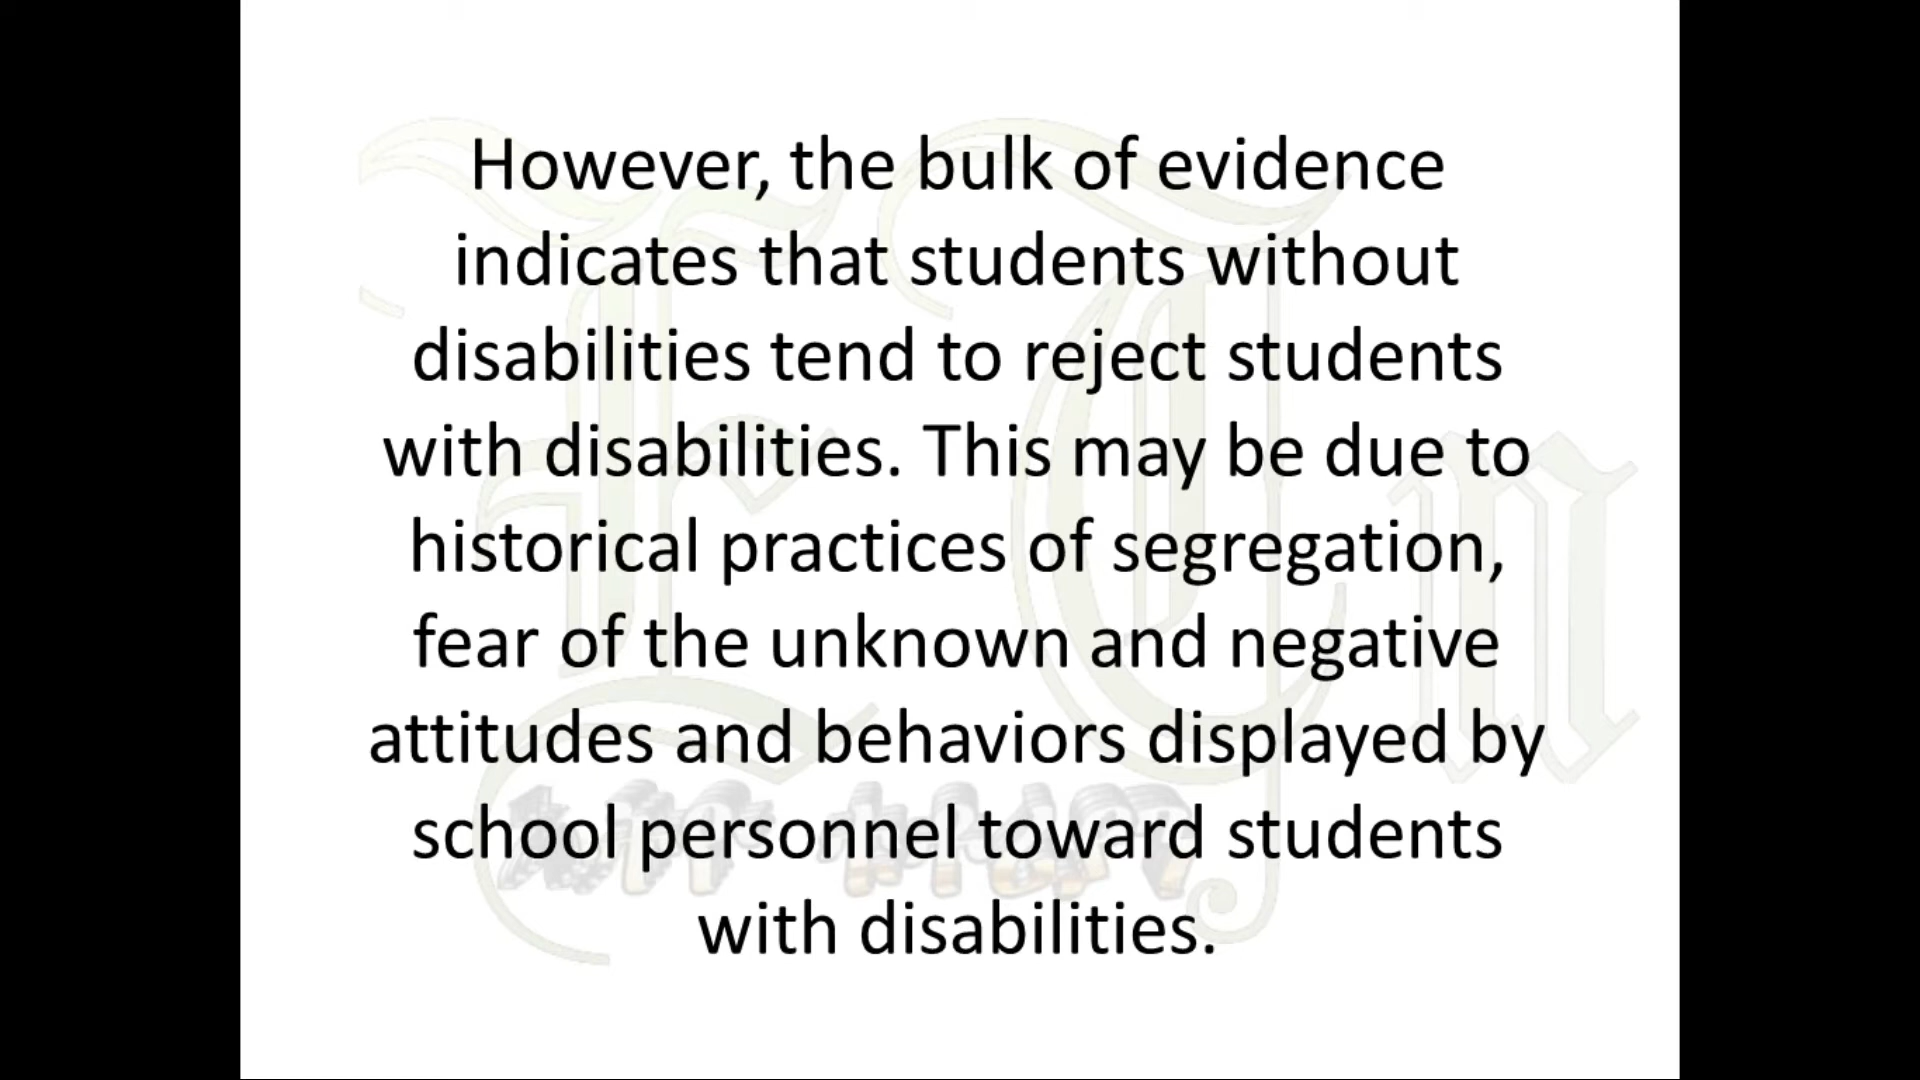 However, the bulk of evidence
indicates that students without
disabilities tend to reject students
with disabilities. This may be due to
historical practices of segregation,
fear of the unknown and negative
attitudes and behaviors displayed by
school personnel toward students
with disabilities.